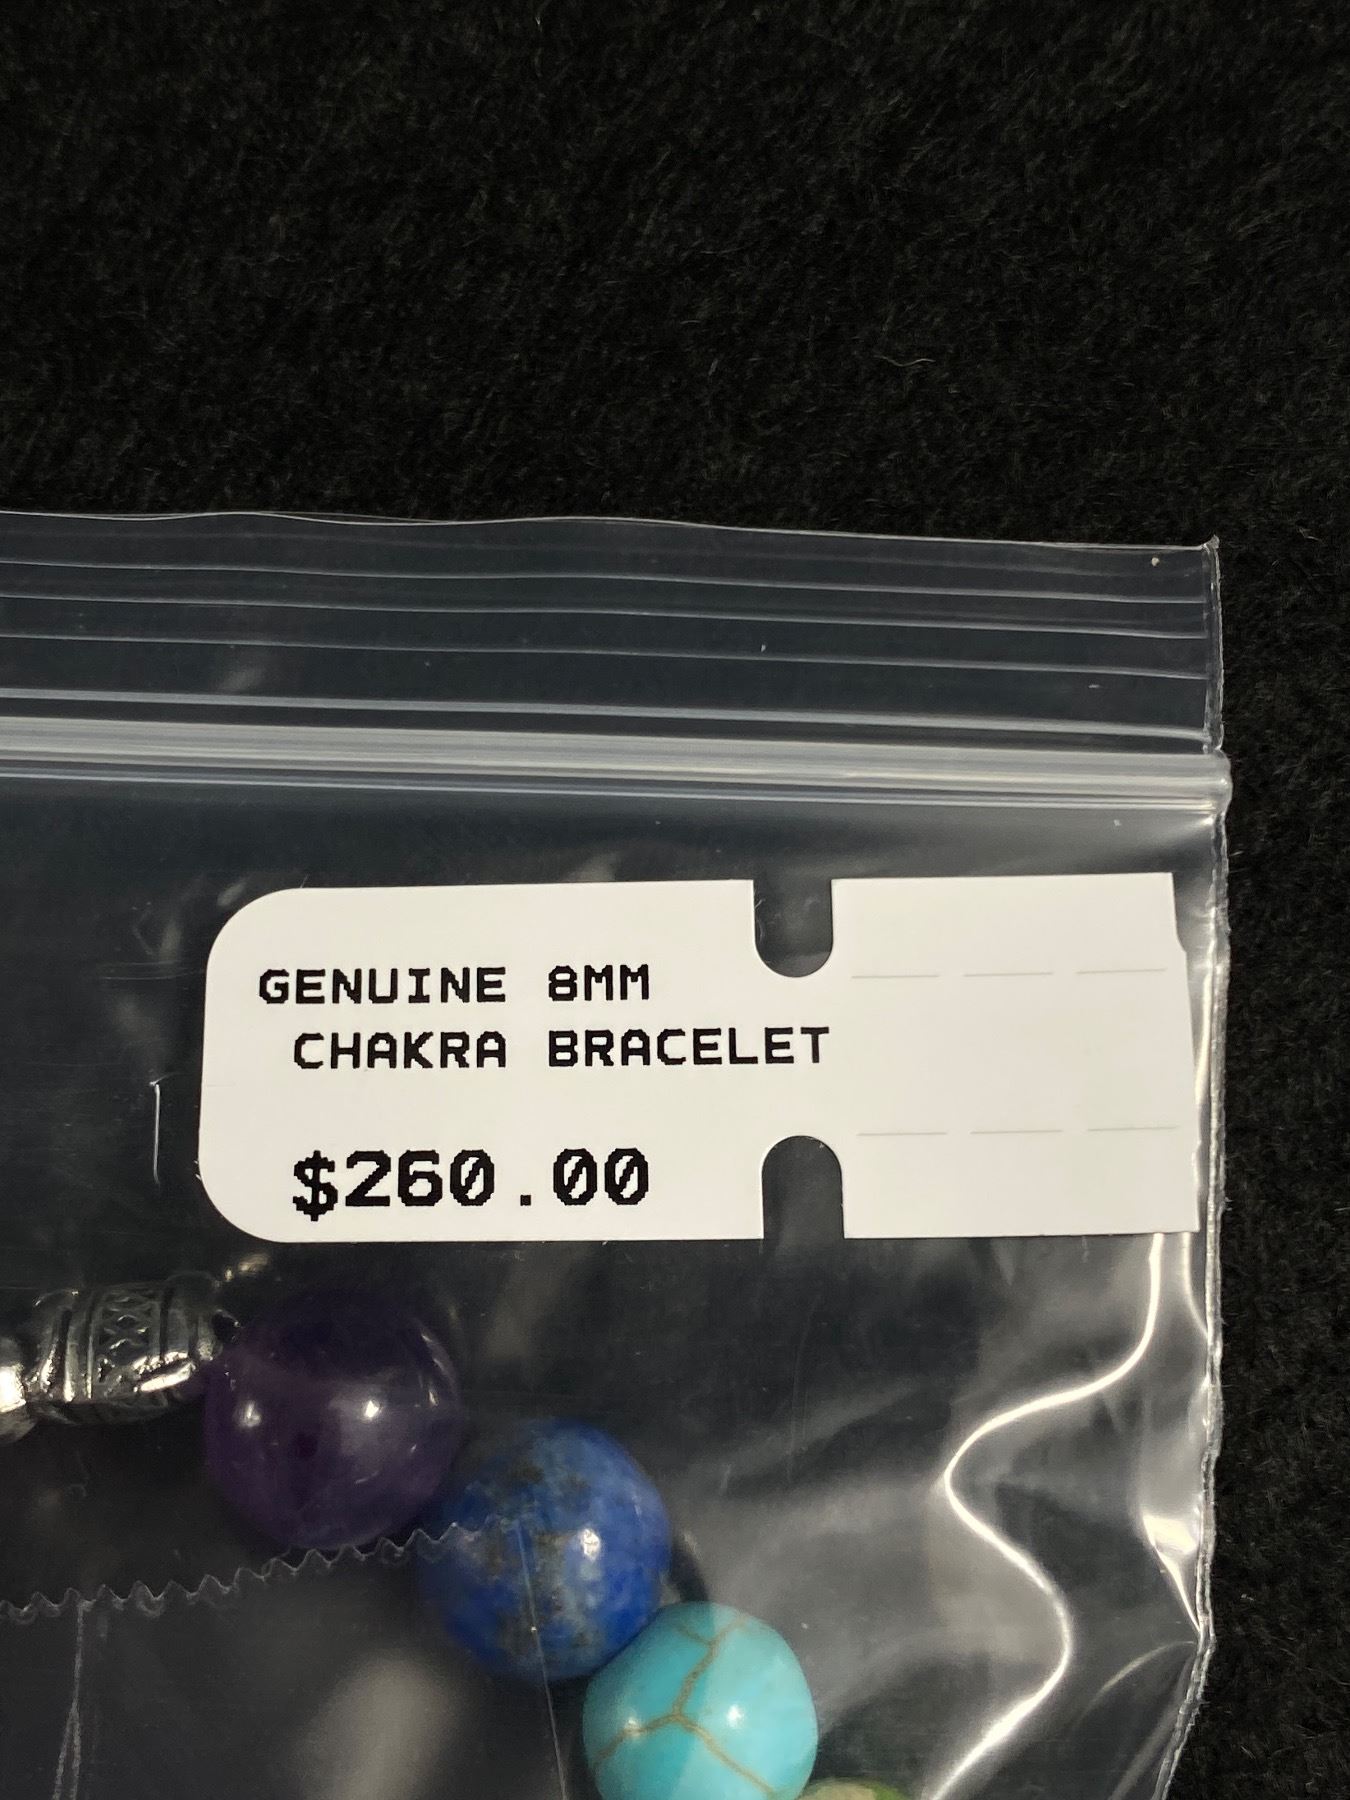 GENUINE 8MM
CHAKRA BRACELET
$260.00